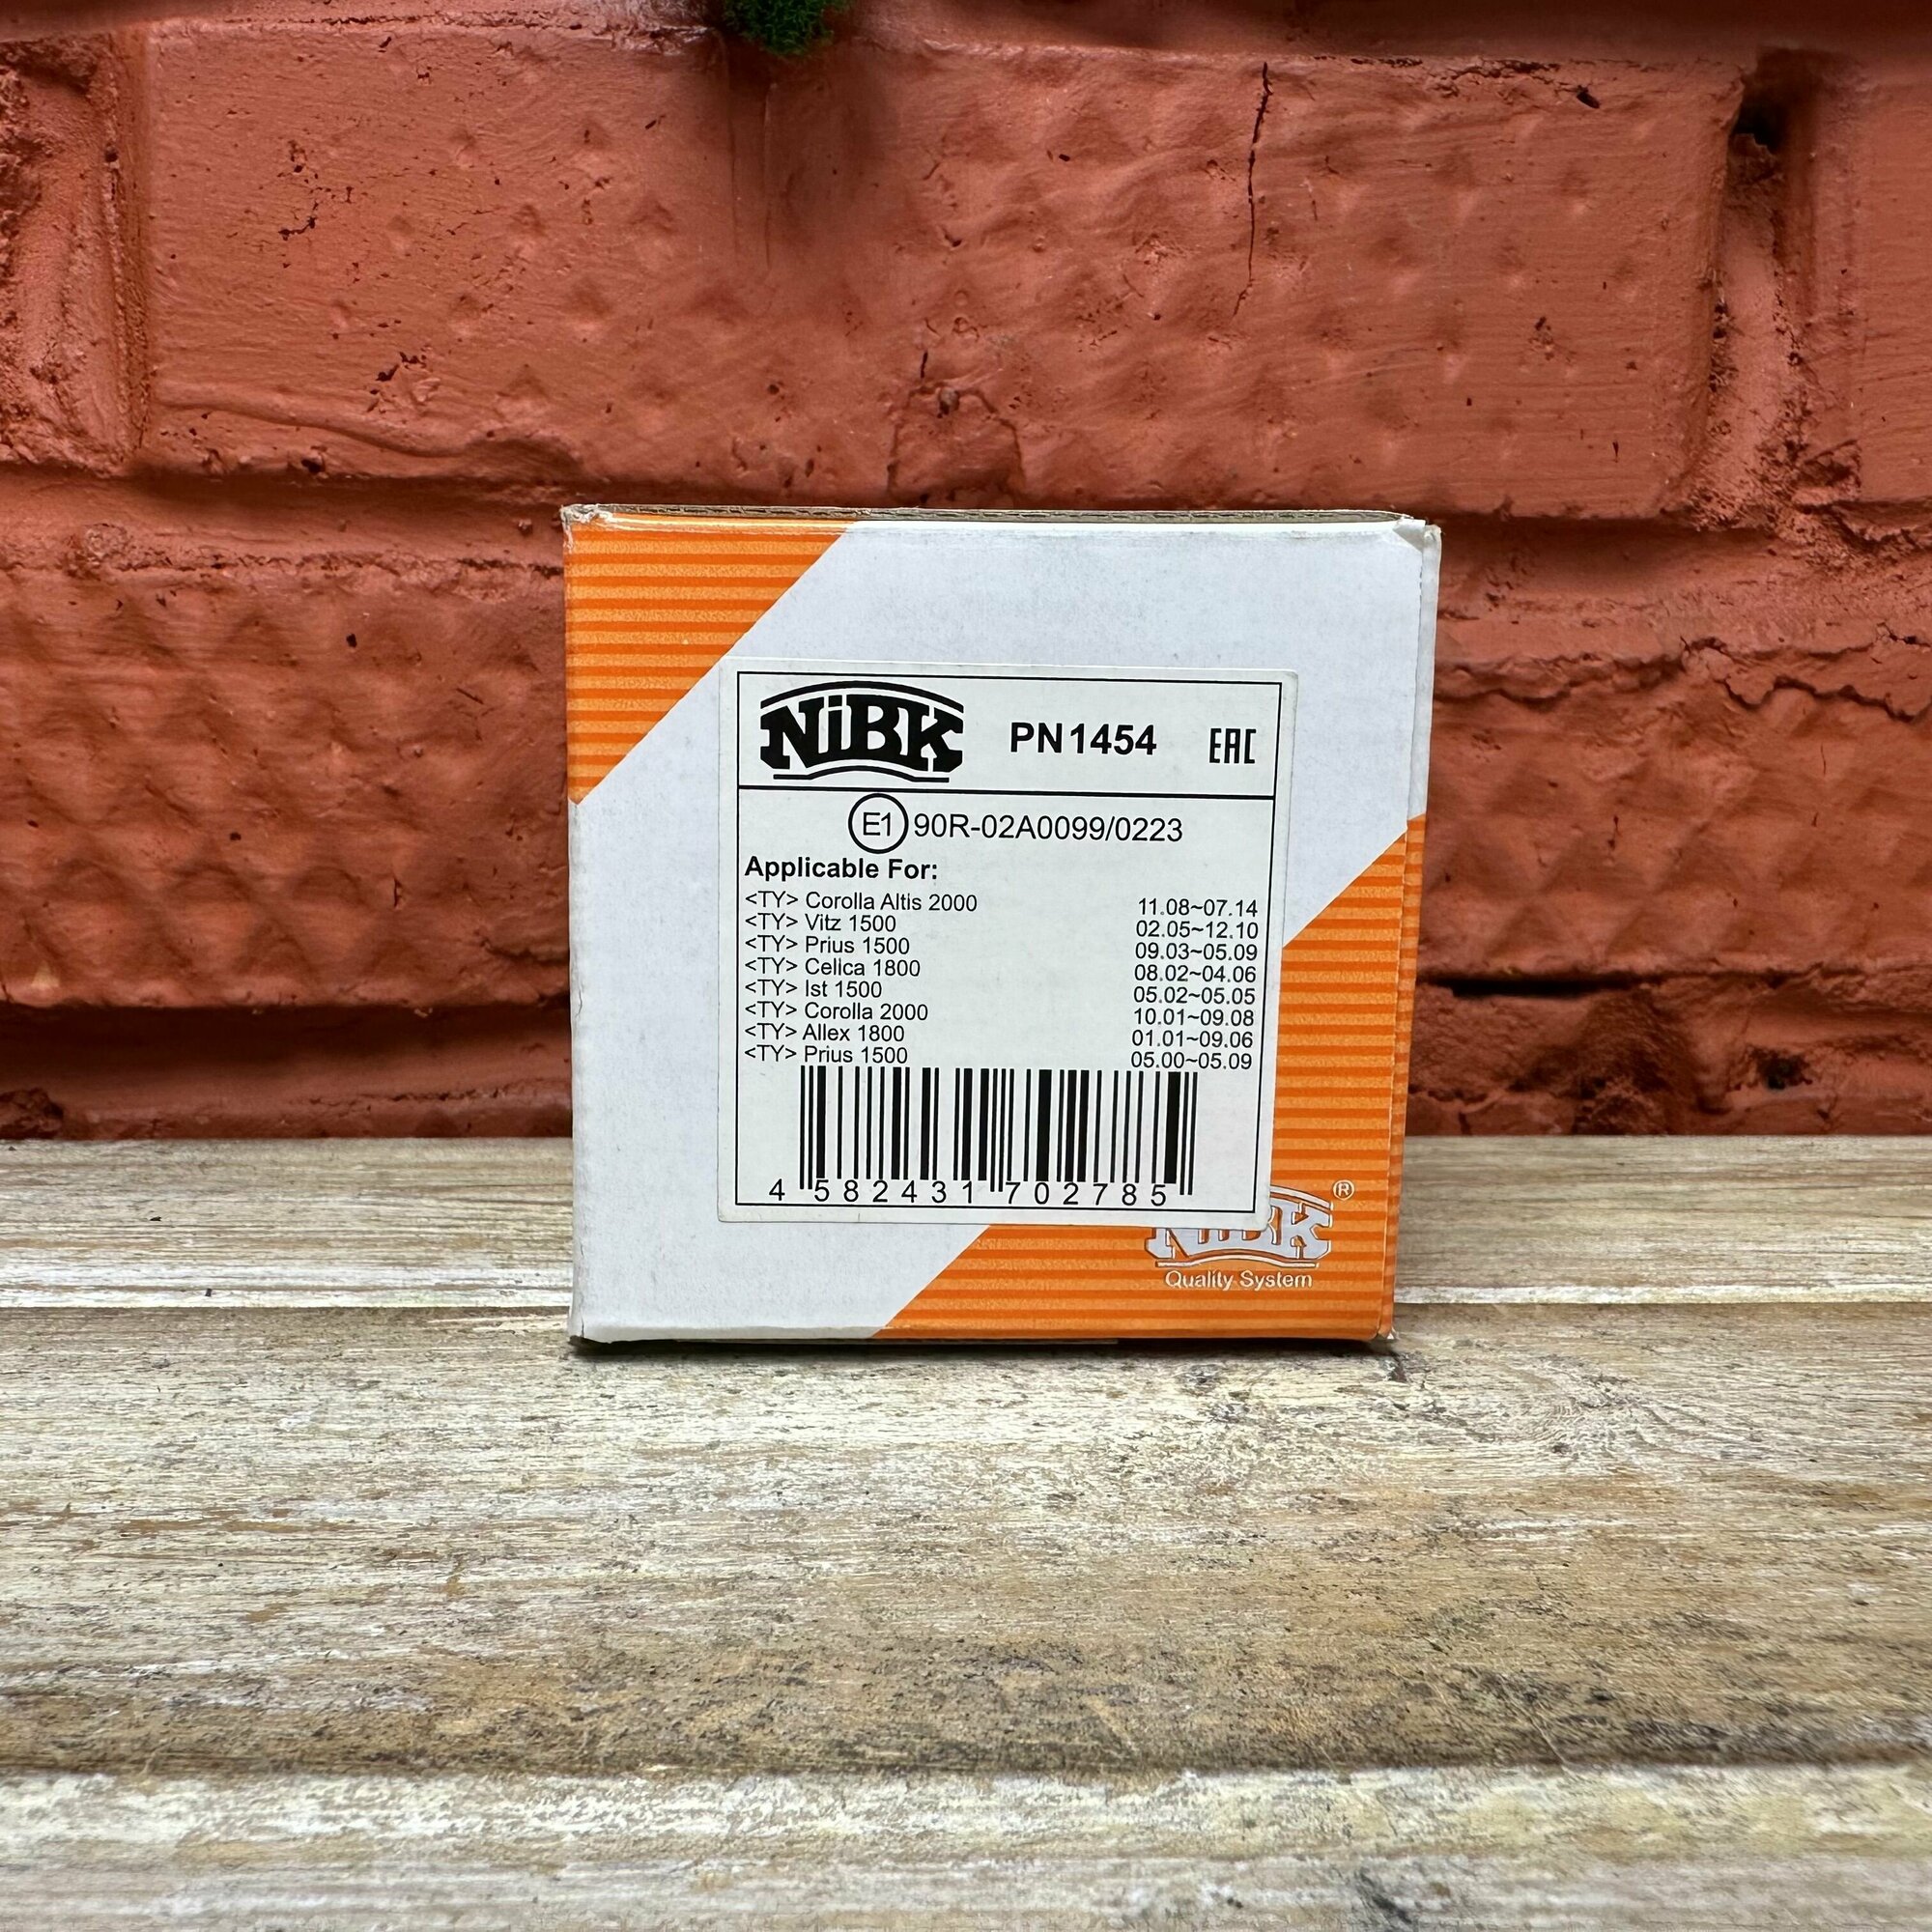 NiBK PN1454 EAC
E1 90R-02A0099/0223
Applicable For:
<TY> Corolla Altis 2000 11.08~07.14
<TY> Vitz 1500 02.05~12.10
<TY> Prius 1500 09.03~05.09
<TY> Celica 1800 08.02~04.06
<TY> Ist 1500 05.02~05.05
<TY> Corolla 2000 10.01~09.08
<TY> Allex 1800 01.01~09.06
<TY> Prius 1500 05.00~05.09
4 582431 702785
NiBK ®
Quality System